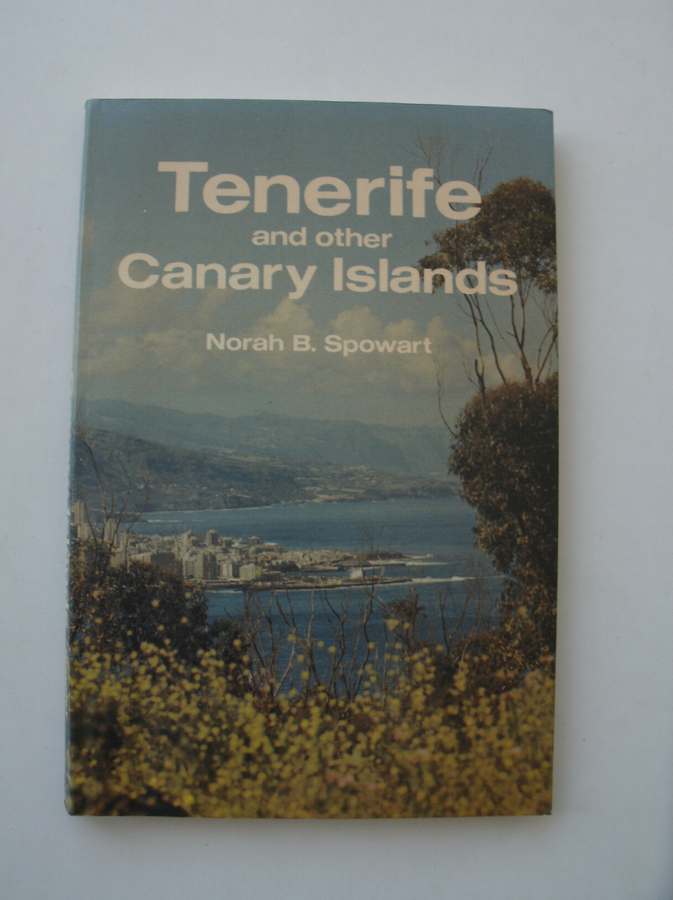 Tenerife
and other
Canary Islands
Norah B. Spowart